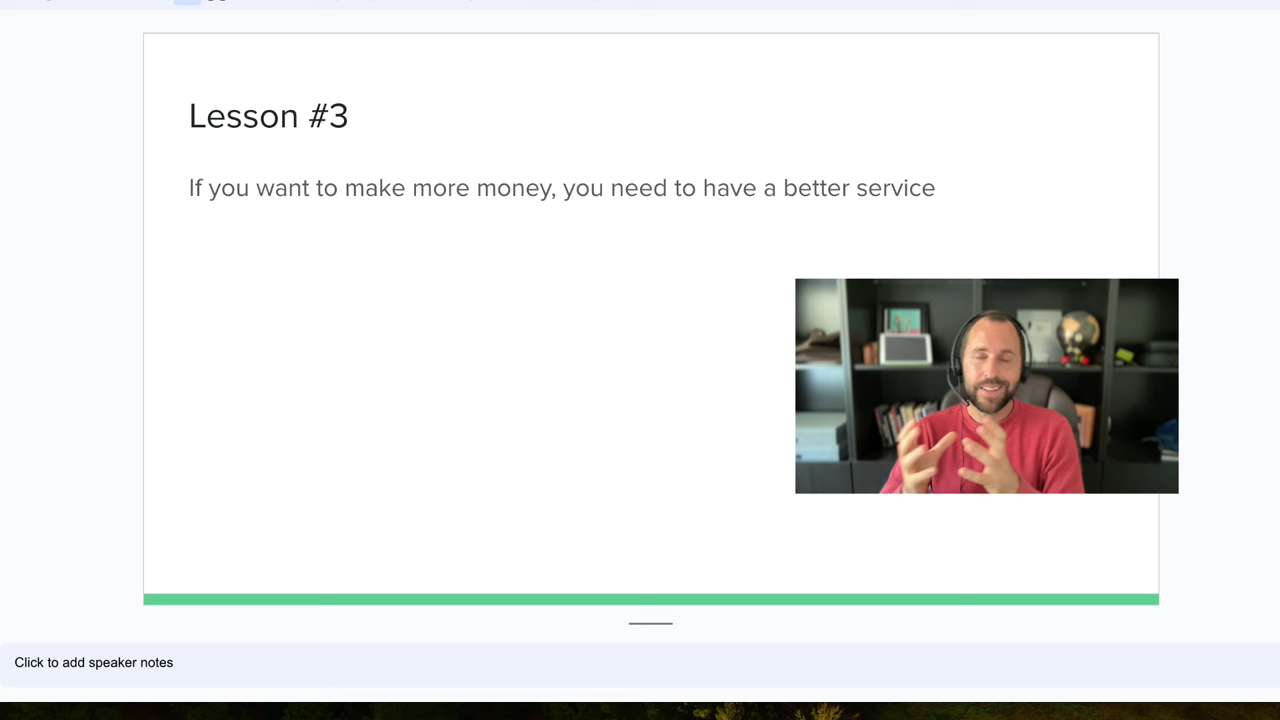 Lesson #3
If you want to make more money, you need to have a better service
Click to add speaker notes